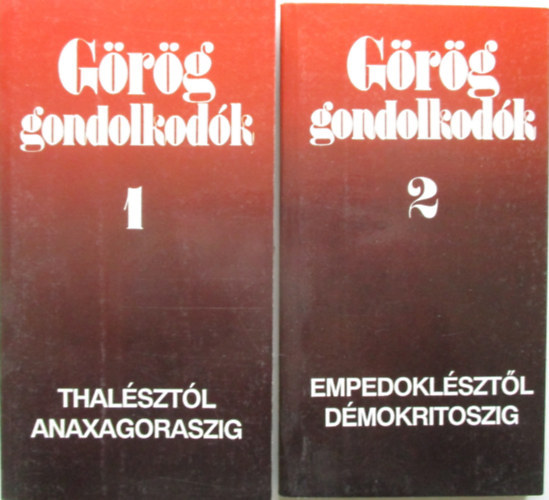 Görög
gondolkodók
1
THALÉSZTÓL
ANAXAGORASZIG
Görög
gondolkodók
2
EMPEDOKLÉSZTŐL
DÉMOKRITOSZIG